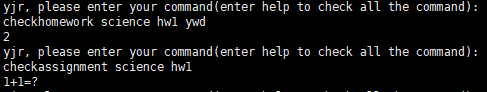 yjr, please enter your command(enter help to check all the command):
checkhomework science hw1 ywd
2
yjr, please enter your command(enter help to check all the command):
checkassignment science hw1
1+1=?